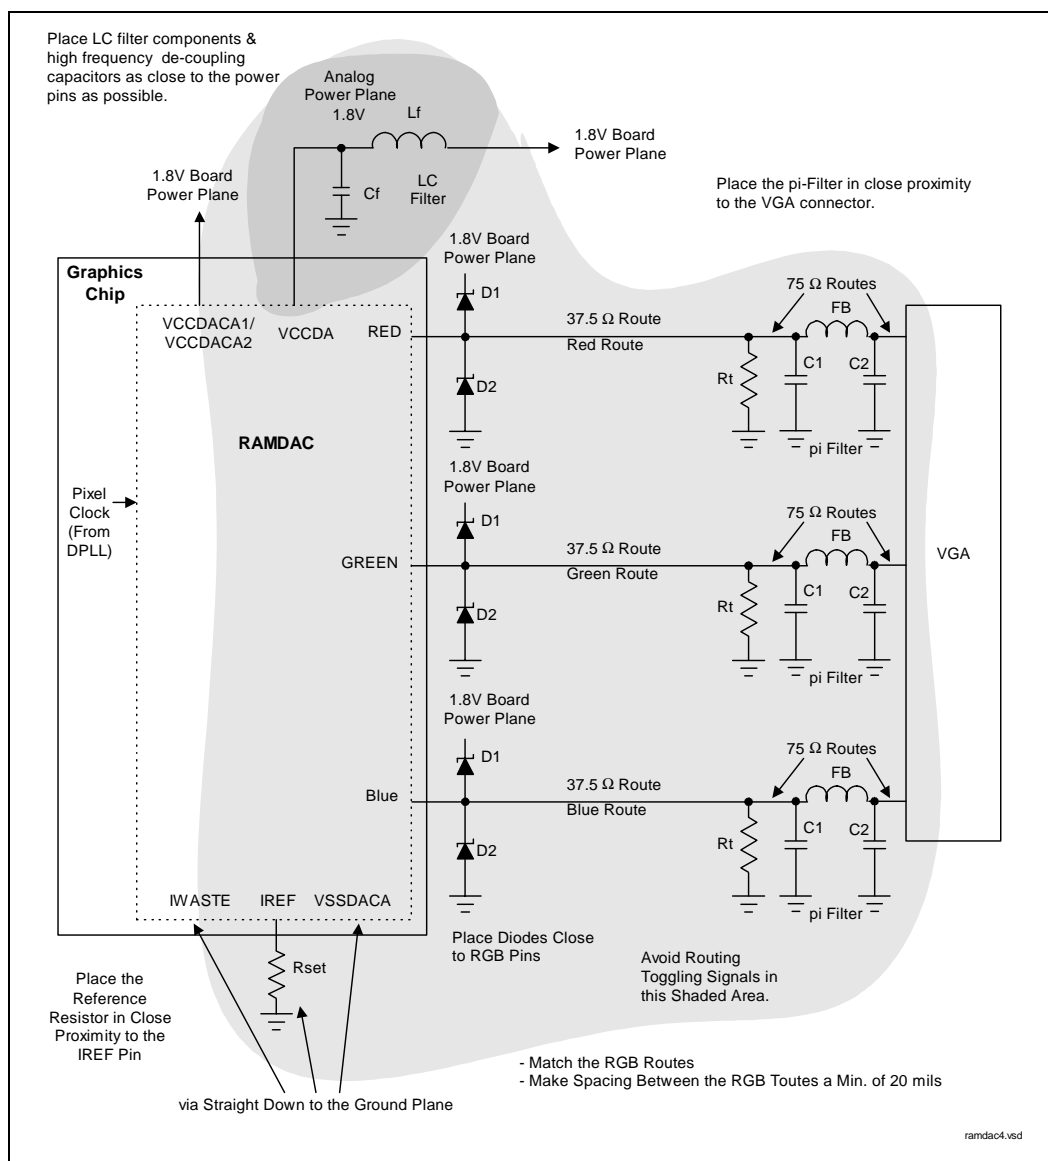 Place LC filter components &
high frequency de-coupling
capacitors as close to the power
pins as possible.
Analog
Power Plane
1.8V
Lf
1.8V Board
Power Plane
1.8V Board
Power Plane
Cf
LC
Filter
Place the pi-Filter in close proximity
to the VGA connector.
Graphics
Chip
1.8V Board
Power Plane
D1
75 Ω Routes
FB
VCCDACA1/
VCCDACA2
VCCDA
RED
37.5 Ω Route
Red Route
C1
C2
Rt
D2
pi Filter
RAMDAC
1.8V Board
Power Plane
Pixel
Clock
(From
DPLL)
D1
75 Ω Routes
FB
GREEN
37.5 Ω Route
Green Route
VGA
C1
C2
Rt
D2
pi Filter
1.8V Board
Power Plane
D1
75 Ω Routes
FB
Blue
37.5 Ω Route
Blue Route
C1
C2
Rt
D2
pi Filter
IWASTE
IREF
VSSDACA
Place Diodes Close
to RGB Pins
Rset
Avoid Routing
Toggling Signals in
this Shaded Area.
Place the
Reference
Resistor in Close
Proximity to the
IREF Pin
- Match the RGB Routes
- Make Spacing Between the RGB Toutes a Min. of 20 mils
via Straight Down to the Ground Plane
ramdac4.vsd